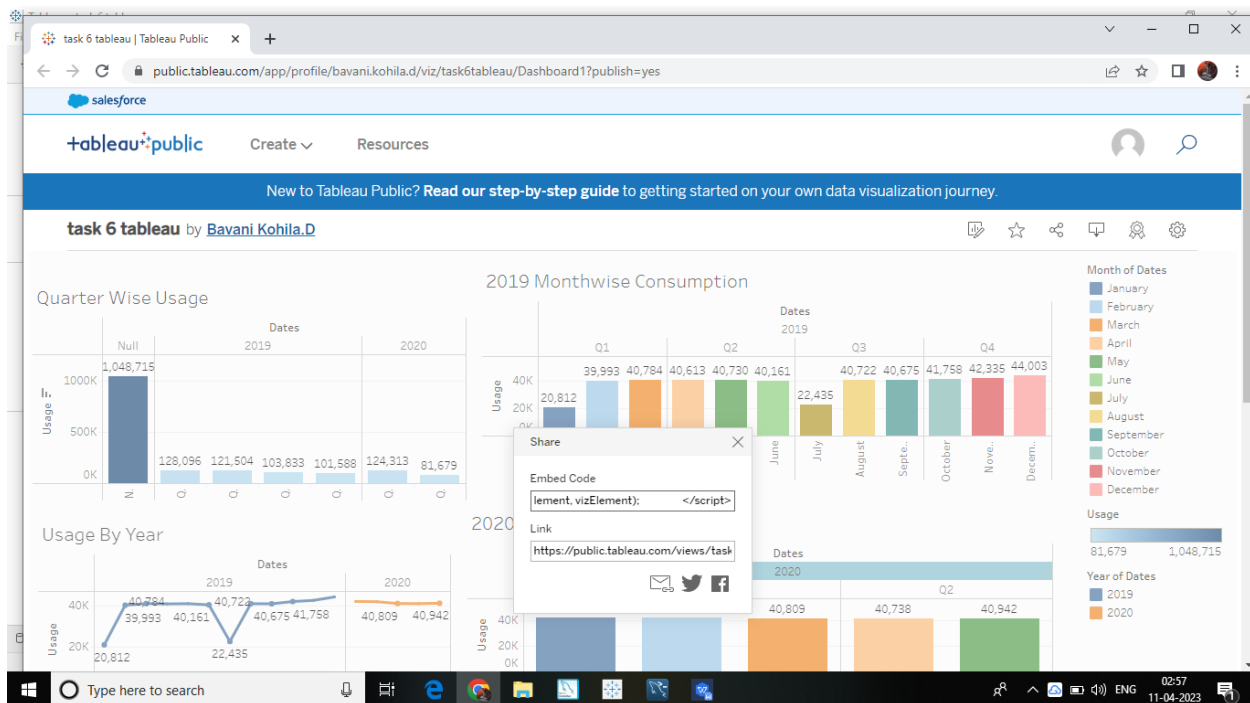 task 6 tableau | Tableau Public
public.tableau.com/app/profile/bavani.kohila.d/viz/task6tableau/Dashboard1?publish=yes
salesforce
+ableau public
Create
Resources
New to Tableau Public? Read our step-by-step guide to getting started on your own data visualization journey.
task 6 tableau by Bavani Kohila.D
Quarter Wise Usage
Dates
Null 2019 2020
Usage
1000K
500K
0K
1,048,715
128,096 121,504 103,833 101,588 124,313 81,679
N.. Q.. Q.. Q.. Q.. Q.. Q..
2019 Monthwise Consumption
Dates
2019
Q1 Q2 Q3 Q4
Usage
40K
20K
0K
20,812 39,993 40,784 40,613 40,730 40,161 22,435 40,722 40,675 41,758 42,335 44,003
June July August Septe.. October Nove.. Decem..
Month of Dates
January
February
March
April
May
June
July
August
September
October
November
December
Usage
81,679 1,048,715
Year of Dates
2019
2020
Share
Embed Code
lement, vizElement); </script>
Link
https://public.tableau.com/views/task
Usage By Year
Dates
2019 2020
Usage
40K
20K
20,812 39,993 40,784 40,161 22,435 40,722 40,675 41,758 40,809 40,942
2020
Dates
2020
Q2
Usage
40K
20K
0K
40,809 40,738 40,942
Type here to search
ENG
02:57
11-04-2023
1